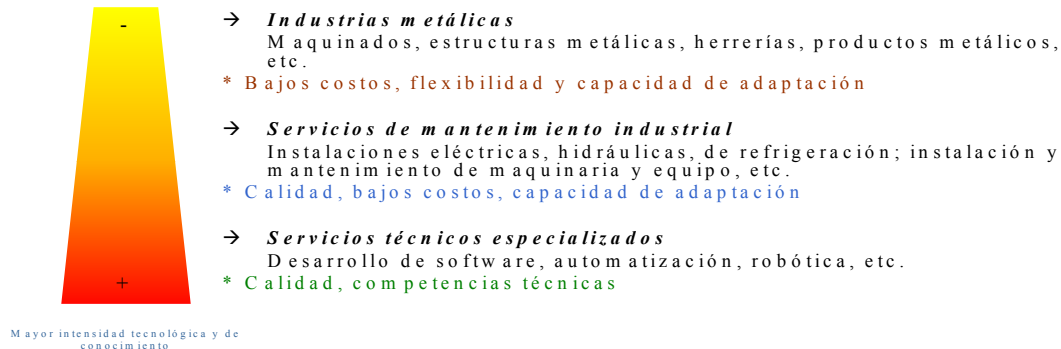 -
→ Industrias metálicas
Maquinados, estructuras metálicas, herrerías, productos metálicos,
etc.
* Bajos costos, flexibilidad y capacidad de adaptación
→ Servicios de mantenimiento industrial
Instalaciones eléctricas, hidráulicas, de refrigeración; instalación y
mantenimiento de maquinaria y equipo, etc.
* Calidad, bajos costos, capacidad de adaptación
→ Servicios técnicos especializados
Desarrollo de software, automatización, robótica, etc.
* Calidad, competencias técnicas
+
Mayor intensidad tecnológica y de
conocimiento